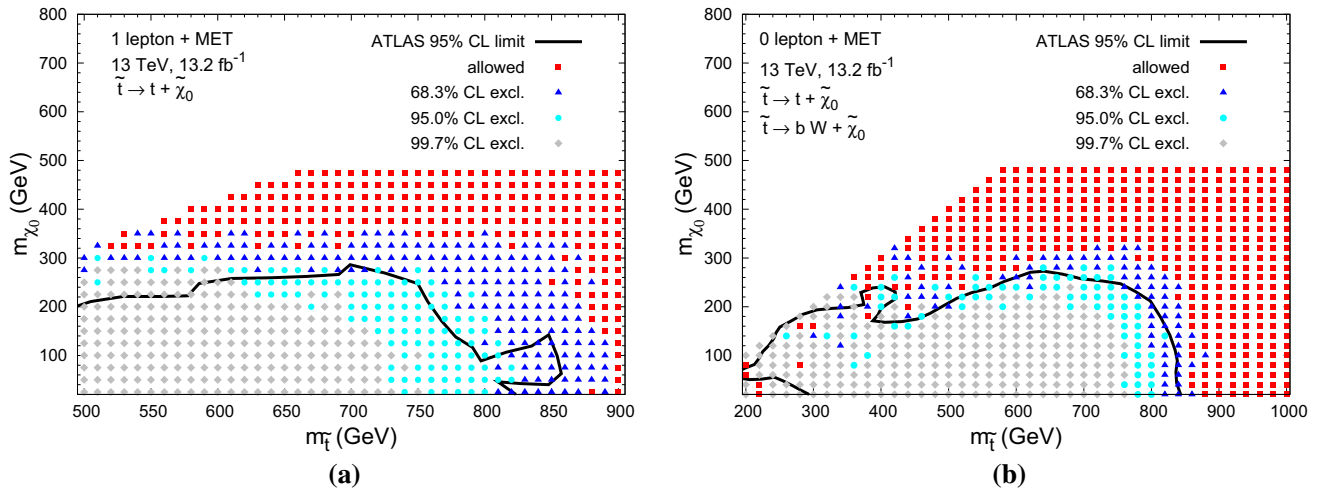 800
700
600
500
400
300
200
100
m_χ̃₀ (GeV)
1 lepton + MET
13 TeV, 13.2 fb⁻¹
t̃ → t + χ̃₀
ATLAS 95% CL limit
allowed
68.3% CL excl.
95.0% CL excl.
99.7% CL excl.
500 550 600 650 700 750 800 850 900
m_t̃ (GeV)
(a)
800
700
600
500
400
300
200
100
m_χ̃₀ (GeV)
0 lepton + MET
13 TeV, 13.2 fb⁻¹
t̃ → t + χ̃₀
t̃ → b W + χ̃₀
ATLAS 95% CL limit
allowed
68.3% CL excl.
95.0% CL excl.
99.7% CL excl.
200 300 400 500 600 700 800 900 1000
m_t̃ (GeV)
(b)